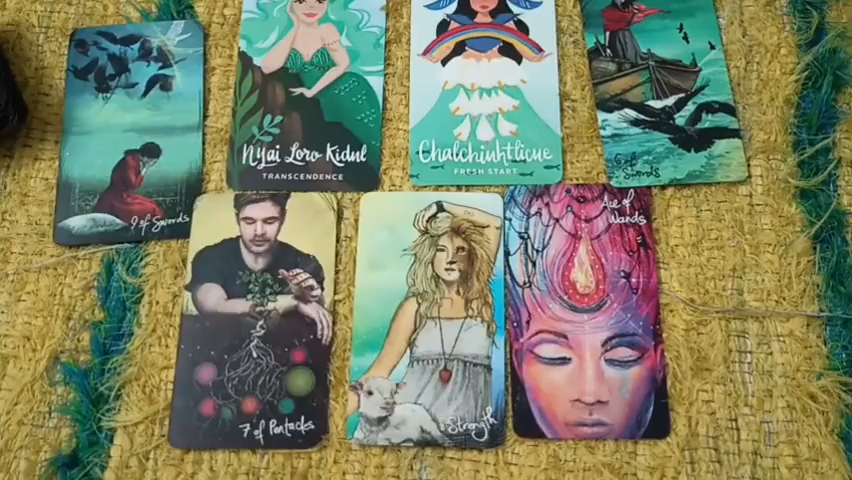 9 of Swords
Nyai Loro Kidul
TRANSCENDENCE
Chalchiuhtlicue
FRESH START
6 of Swords
7 of Pentacles
8 Strength
Ace of
Wands